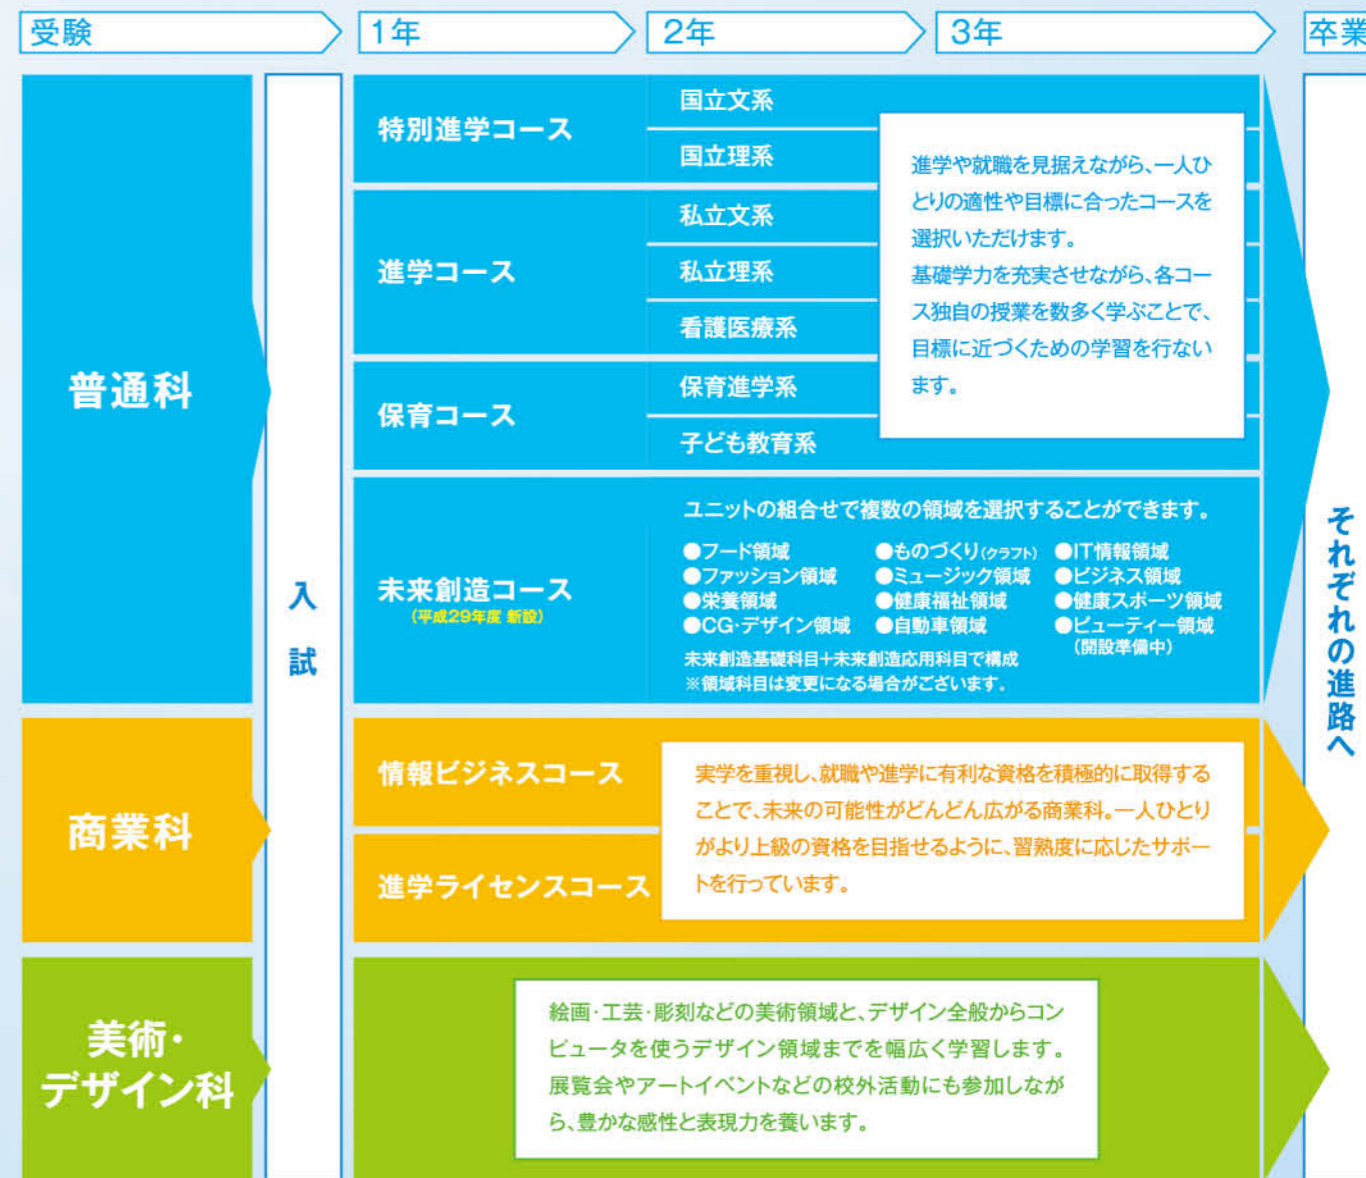 受験
1年
2年
3年
卒業
普通科
入試
特別進学コース
国立文系
国立理系
進学コース
私立文系
私立理系
看護医療系
保育コース
保育進学系
子ども教育系
進学や就職を見据えながら、一人ひ
とりの適性や目標に合ったコースを
選択いただけます。
基礎学力を充実させながら、各コー
ス独自の授業を数多く学ぶことで、
目標に近づくための学習を行ない
ます。
未来創造コース
(平成29年度 新設)
ユニットの組合せで複数の領域を選択することができます。
●フード領域
●ファッション領域
●栄養領域
●CG・デザイン領域
●ものづくり(クラフト)
●ミュージック領域
●健康福祉領域
●自動車領域
●IT情報領域
●ビジネス領域
●健康スポーツ領域
●ビューティー領域
(開設準備中)
未来創造基礎科目+未来創造応用科目で構成
※領域科目は変更になる場合がございます。
商業科
情報ビジネスコース
進学ライセンスコース
実学を重視し、就職や進学に有利な資格を積極的に取得する
ことで、未来の可能性がどんどん広がる商業科。一人ひとり
がより上級の資格を目指せるように、習熟度に応じたサポー
トを行っています。
美術・
デザイン科
絵画・工芸・彫刻などの美術領域と、デザイン全般からコン
ピュータを使うデザイン領域までを幅広く学習します。
展覧会やアートイベントなどの校外活動にも参加しなが
ら、豊かな感性と表現力を養います。
それぞれの進路へ